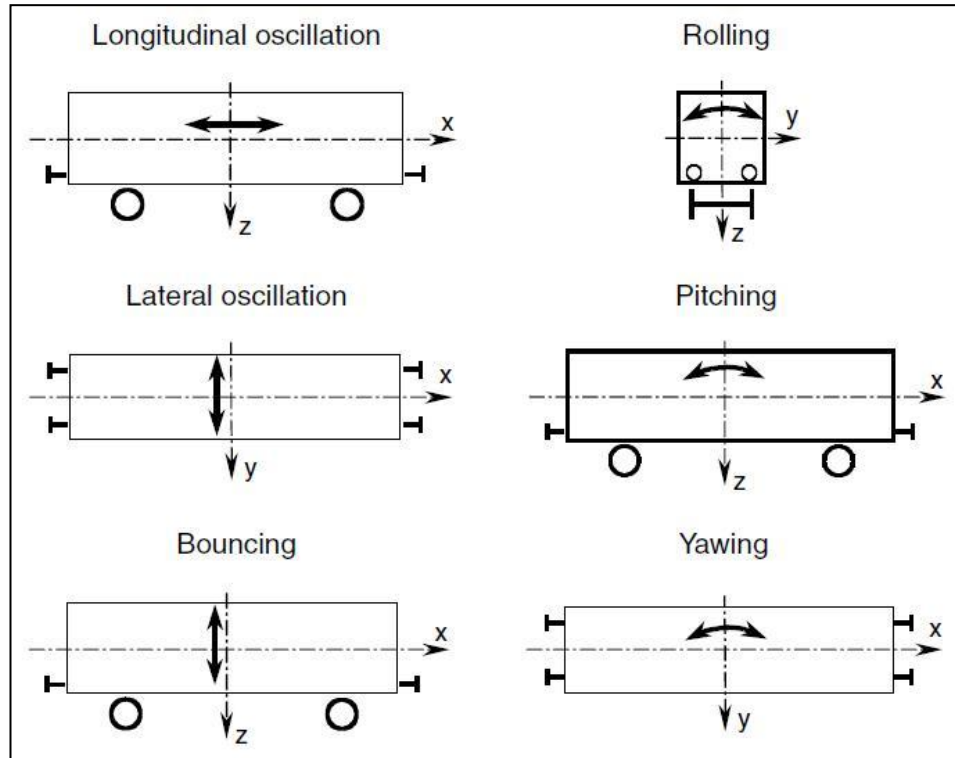 Longitudinal oscillation
x
z
Rolling
y
z
Lateral oscillation
x
y
Pitching
x
z
Bouncing
x
z
Yawing
x
y